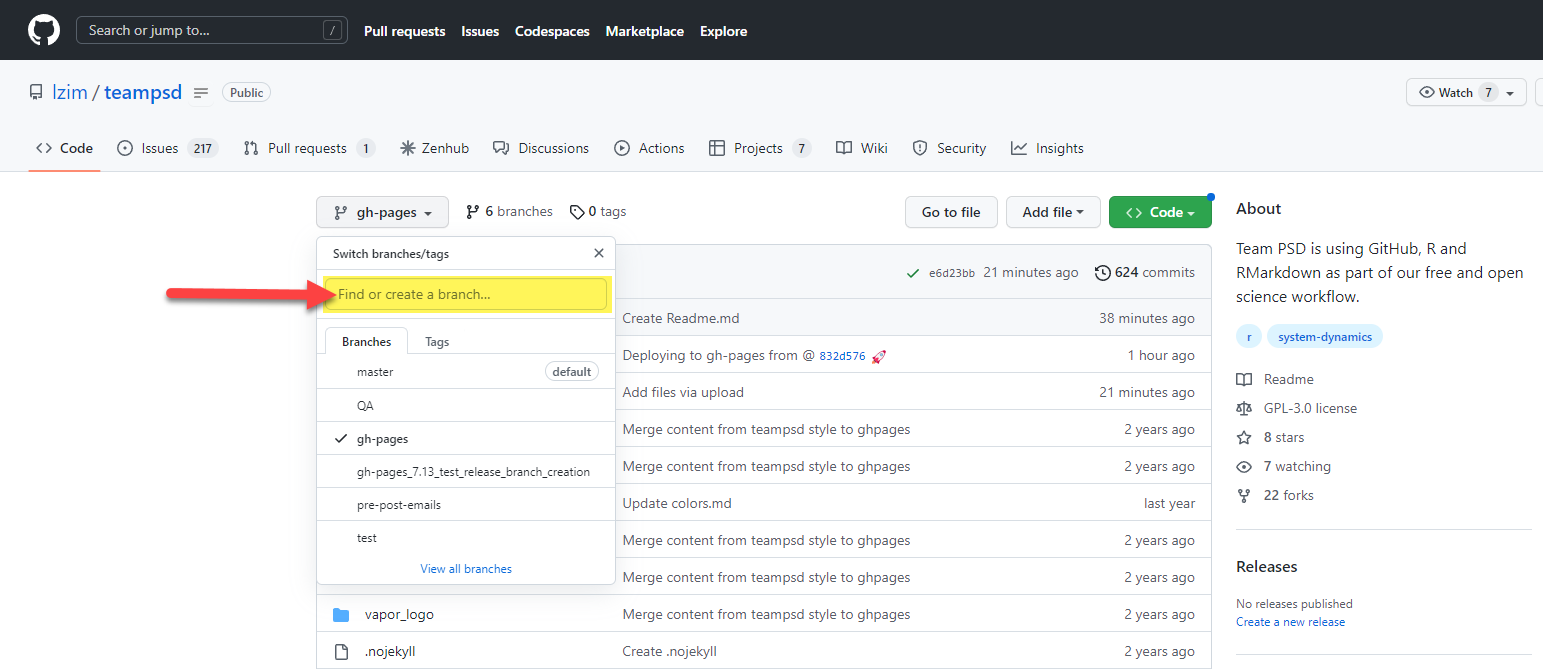 Search or jump to... /
Pull requests Issues Codespaces Marketplace Explore
lzim / teampsd Public
Watch 7
Code Issues 217 Pull requests 1 Zenhub Discussions Actions Projects 7 Wiki Security Insights
gh-pages 6 branches 0 tags
Go to file Add file Code
Switch branches/tags
Find or create a branch...
Branches Tags
master default
QA
gh-pages
gh-pages_7.13_test_release_branch_creation
pre-post-emails
test
View all branches
e6d23bb 21 minutes ago 624 commits
Create Readme.md 38 minutes ago
Deploying to gh-pages from @ 832d576 🚀 1 hour ago
Add files via upload 21 minutes ago
Merge content from teampsd style to ghpages 2 years ago
Merge content from teampsd style to ghpages 2 years ago
Update colors.md last year
Merge content from teampsd style to ghpages 2 years ago
Merge content from teampsd style to ghpages 2 years ago
vapor_logo Merge content from teampsd style to ghpages 2 years ago
.nojekyll Create .nojekyll 2 years ago
About
Team PSD is using GitHub, R and
RMarkdown as part of our free and open
science workflow.
r system-dynamics
Readme
GPL-3.0 license
8 stars
7 watching
22 forks
Releases
No releases published
Create a new release